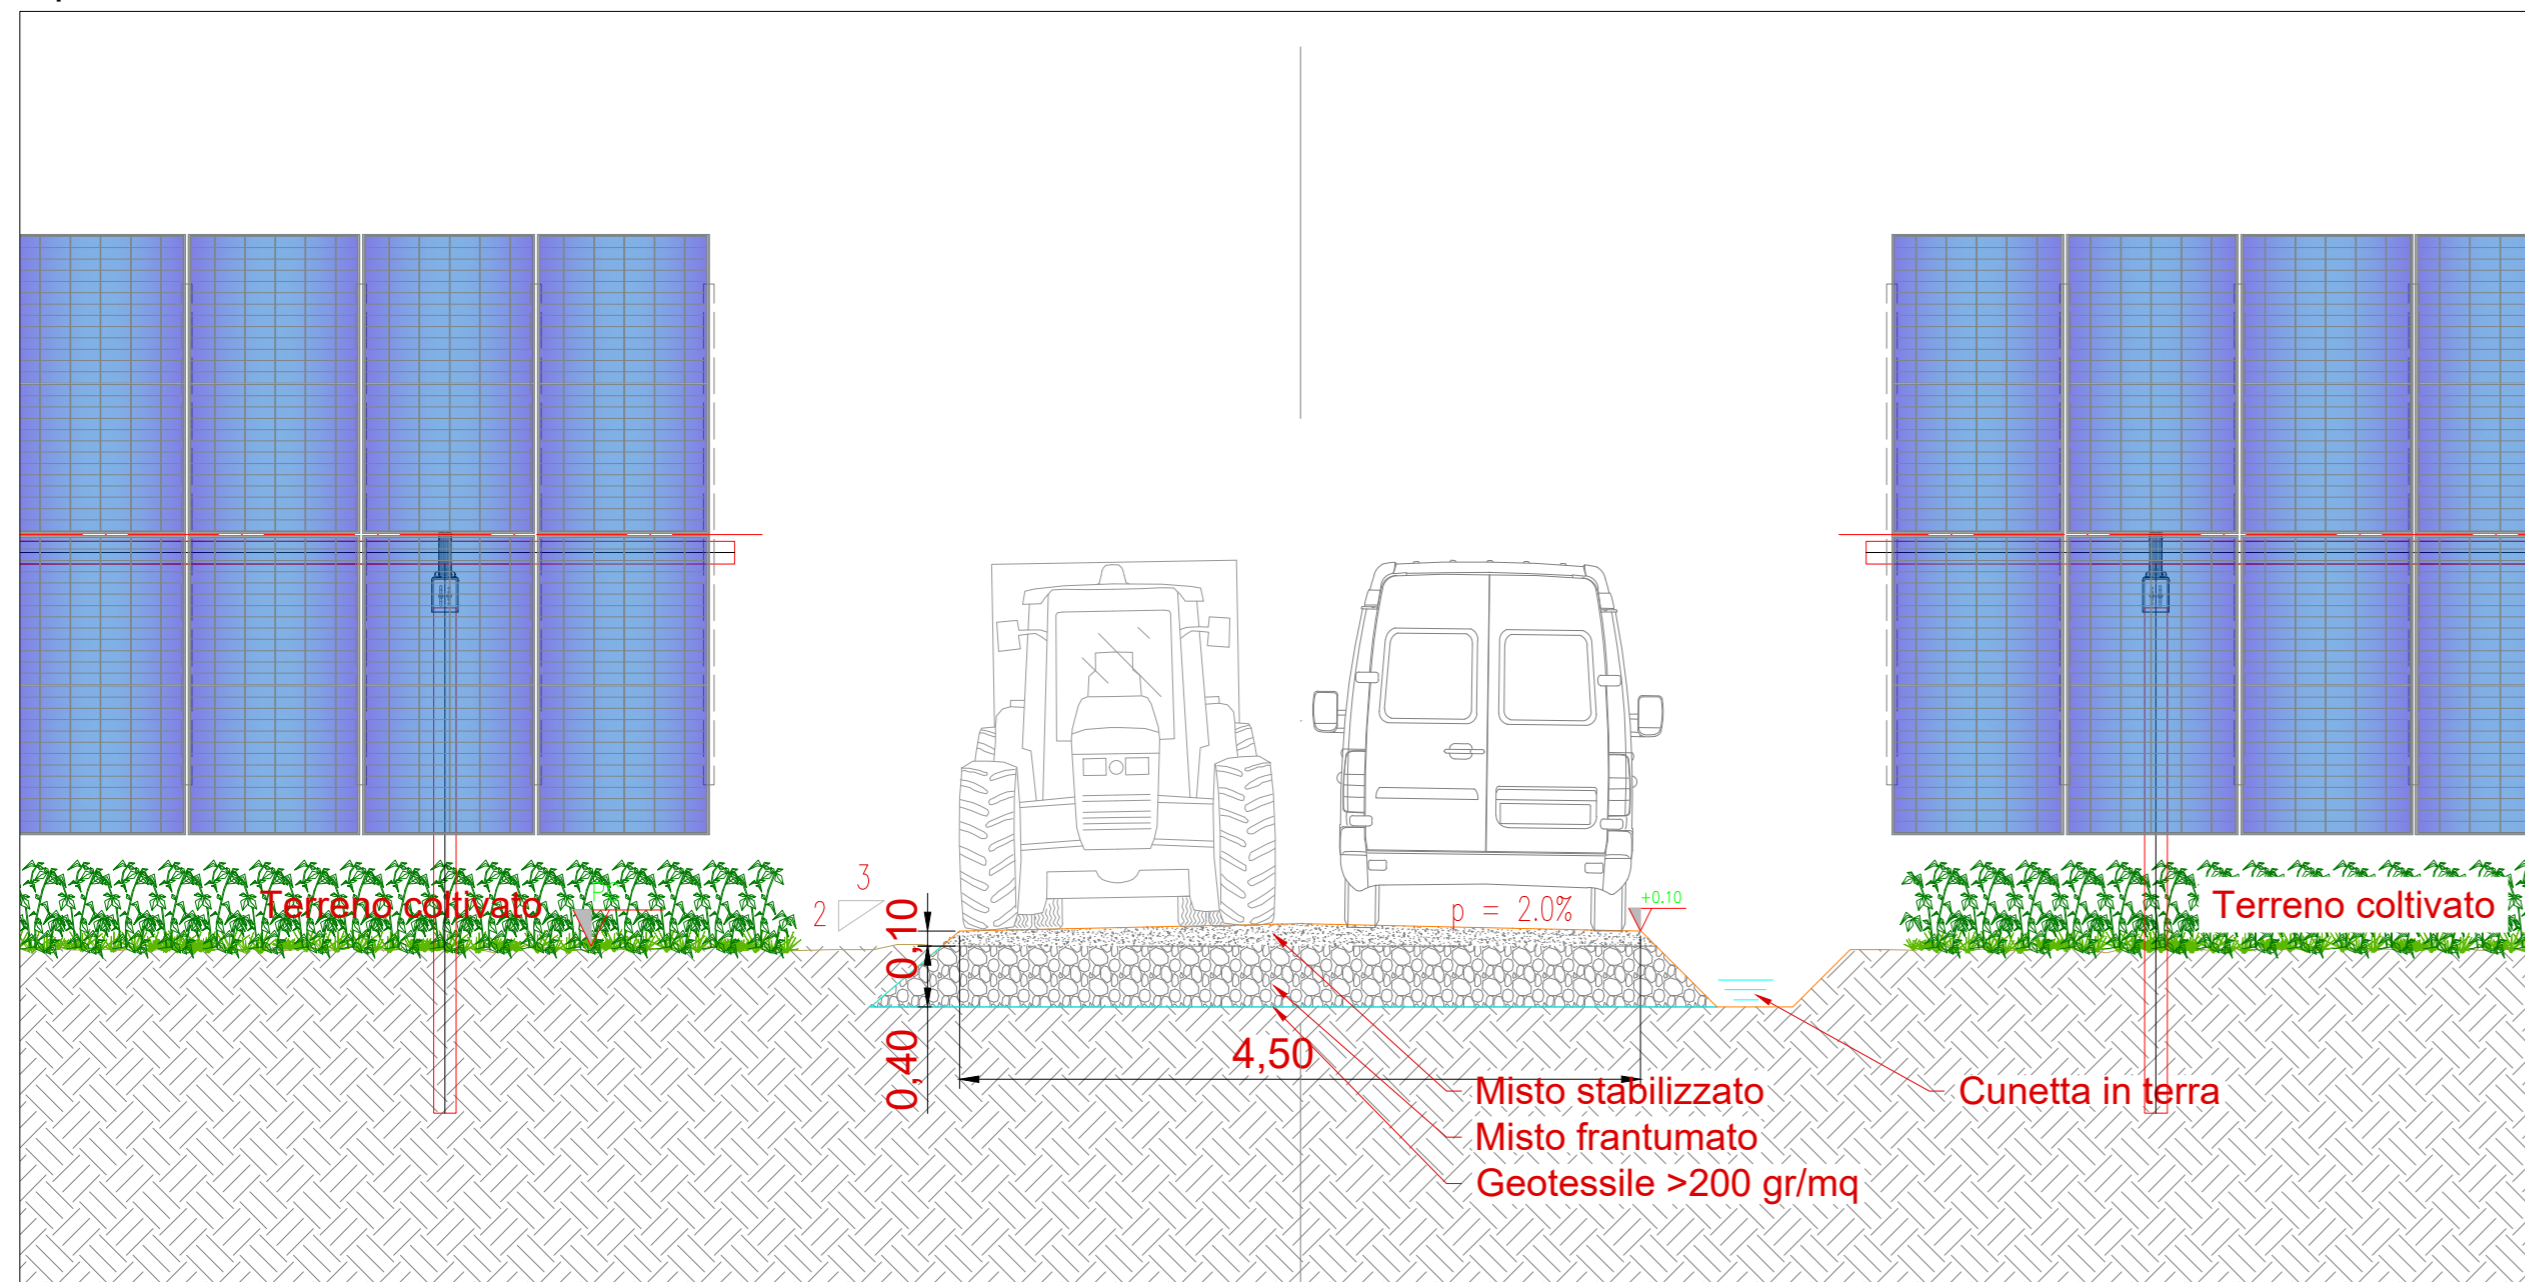 3
2
Terreno coltivato
0,10
p = 2.0%
+0.10
Terreno coltivato
0,40
4,50
Misto stabilizzato
Cunetta in terra
Misto frantumato
Geotessile >200 gr/mq